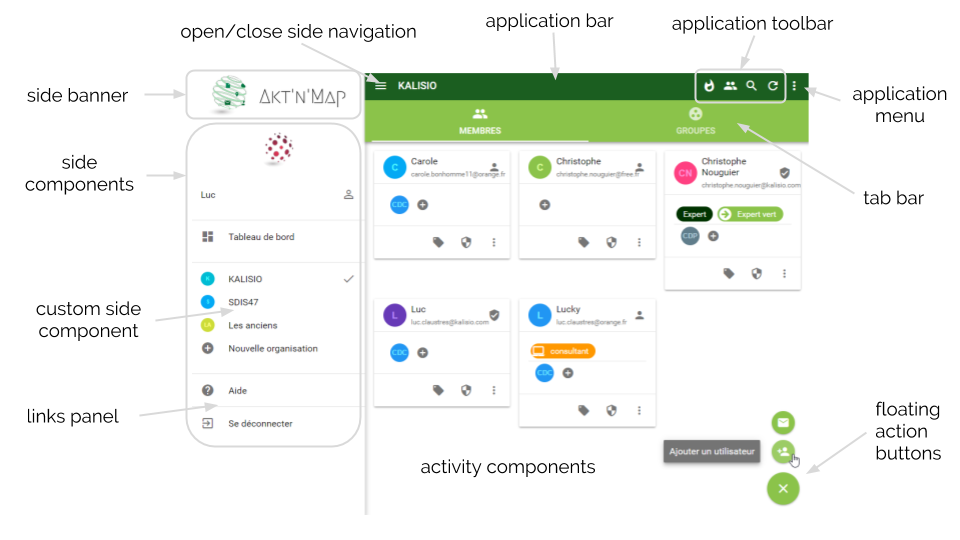 application bar
application toolbar
open/close side navigation
side banner
AKT'N'MAP
KALISIO
application
menu
MEMBRES
GROUPES
side
components
Luc
Tableau de bord
KALISIO
SDIS47
Les anciens
Nouvelle organisation
Aide
Se déconnecter
custom side
component
links panel
C
Carole
carole.bonhomme11@orange.fr
CDC
C
Christophe
christophe.nouguier@free.fr
CN
Christophe
Nouguier
christophe.nouguier@kalisio.com
Expert
Expert vert
CDP
tab bar
L
Luc
luc.claustres@kalisio.com
CDC
L
Lucky
luc.claustres@orange.fr
consultant
CDC
Ajouter un utilisateur
activity components
floating
action
buttons